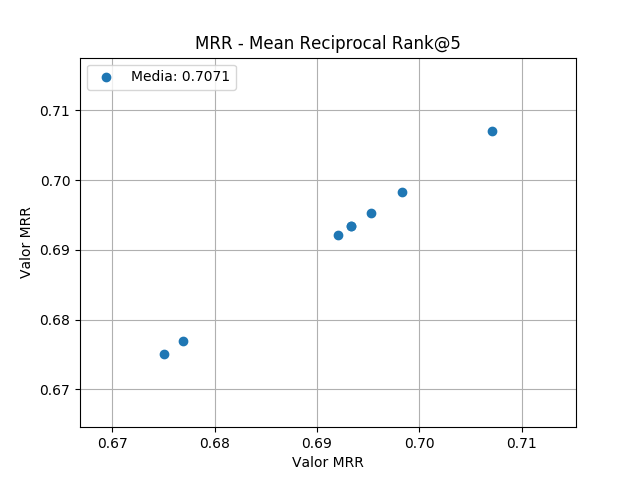 MRR - Mean Reciprocal Rank@5
Media: 0.7071
0.71
0.70
0.69
0.68
0.67
Valor MRR
0.67 0.68 0.69 0.70 0.71
Valor MRR